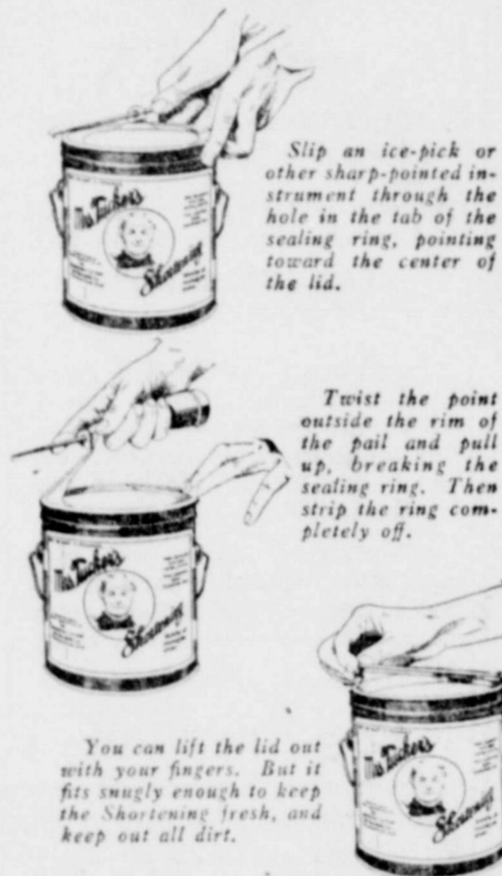 Mrs Tucker's
Shortening
Slip an ice-pick or
other sharp-pointed in-
strument through the
hole in the tab of the
sealing ring, pointing
toward the center of
the lid.
Mrs Tucker's
Shortening
Twist the point
outside the rim of
the pail and pull
up, breaking the
sealing ring. Then
strip the ring com-
pletely off.
Mrs Tucker's
Shortening
You can lift the lid out
with your fingers. But it
fits snugly enough to keep
the Shortening fresh, and
keep out all dirt.